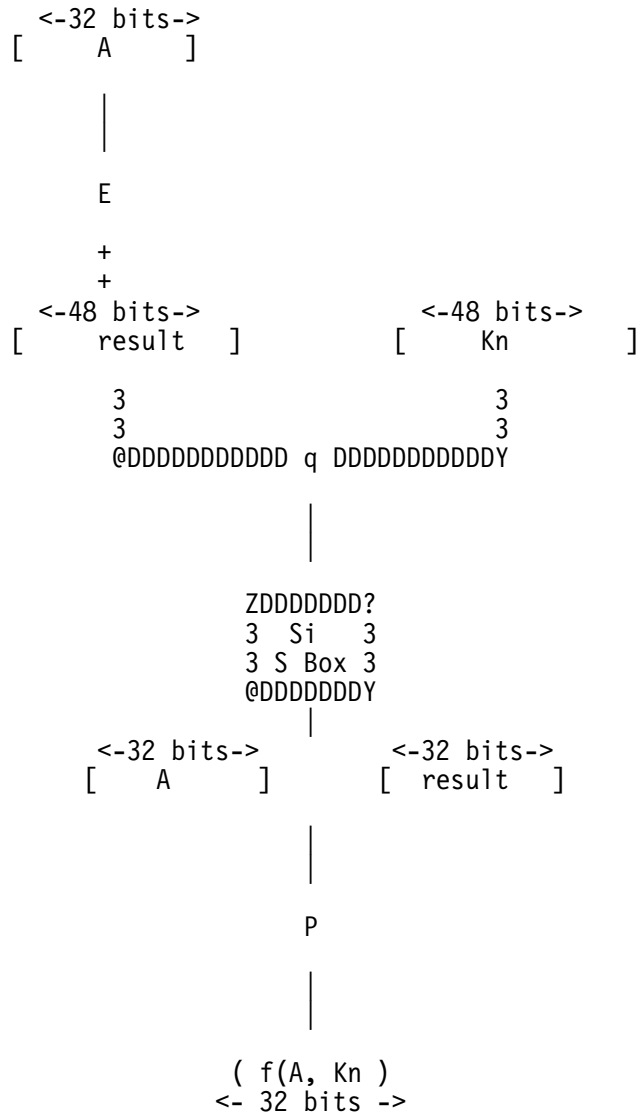 <-32 bits->
[ A ]
|
|
E
+
+
<-48 bits-> <-48 bits->
[ result ] [ Kn ]
3 3
3 3
@DDDDDDDDDDD q DDDDDDDDDDDY
|
|
ZDDDDDDD?
3 Si 3
3 S Box 3
@DDDDDDDY
|
<-32 bits-> <-32 bits->
[ A ] [ result ]
|
|
P
|
|
( f(A, Kn )
<- 32 bits ->